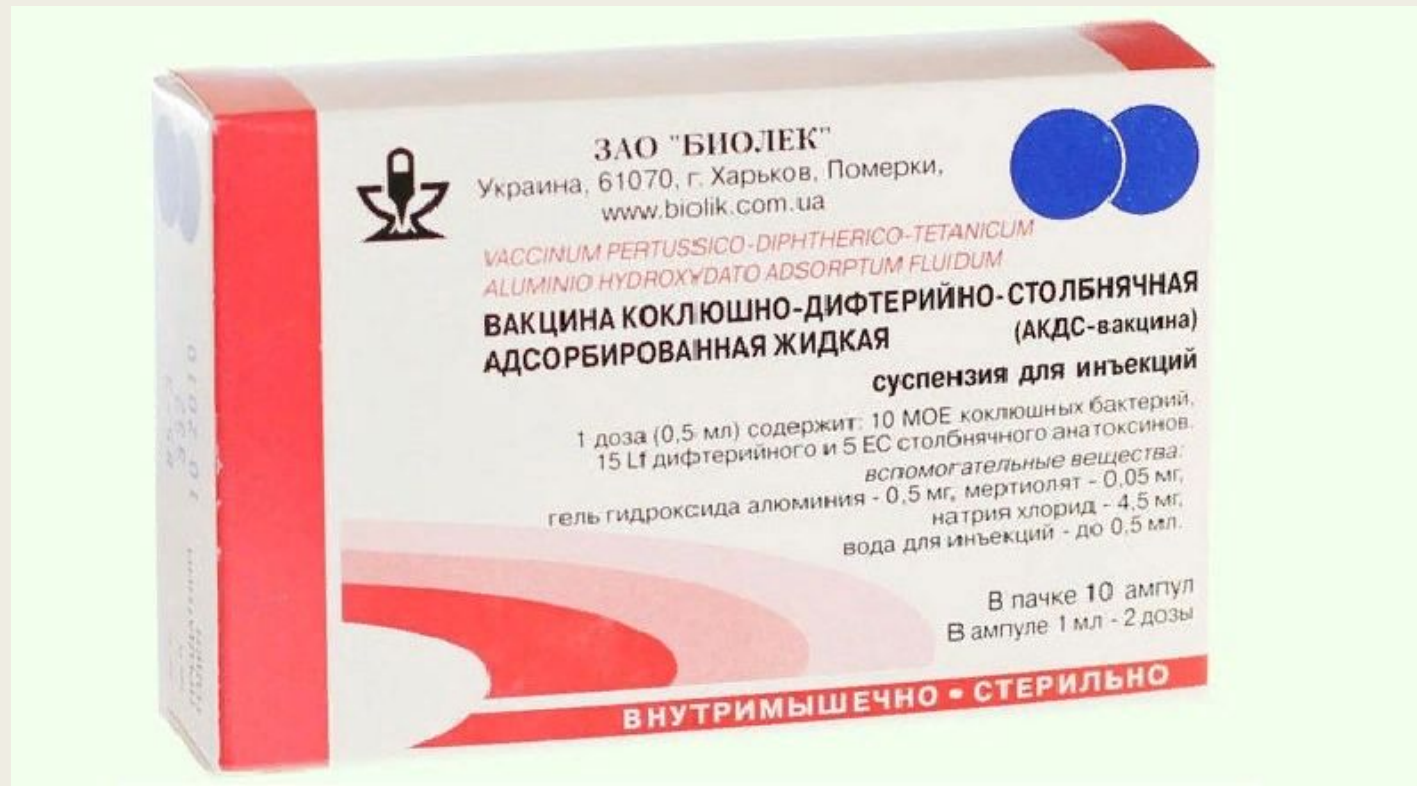 ЗАО "БИОЛЕК"
Украина, 61070, г. Харьков, Померки,
www.biolik.com.ua
VACCINUM PERTUSSICO-DIPHTHERICO-TETANICUM
ALUMINIO HYDROXYDATO ADSORPTUM FLUIDUM
ВАКЦИНА КОКЛЮШНО-ДИФТЕРИЙНО-СТОЛБНЯЧНАЯ
АДСОРБИРОВАННАЯ ЖИДКАЯ (АКДС-вакцина)
суспензия для инъекций
1 доза (0,5 мл) содержит: 10 МОЕ коклюшных бактерий,
15 Lf дифтерийного и 5 ЕС столбнячного анатоксинов.
вспомогательные вещества:
гель гидроксида алюминия - 0,5 мг, мертиолят - 0,05 мг,
натрия хлорид - 4,5 мг,
вода для инъекций - до 0,5 мл.
В пачке 10 ампул
В ампуле 1 мл - 2 дозы
ВНУТРИМЫШЕЧНО • СТЕРИЛЬНО